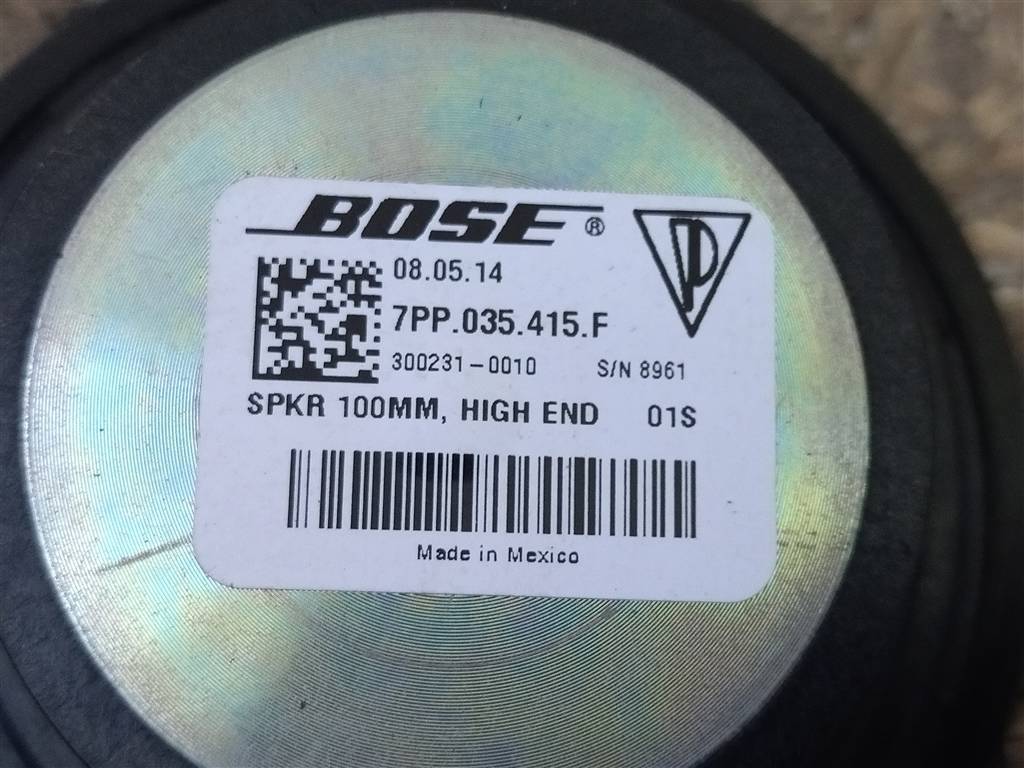 BOSE®
08.05.14
7PP.035.415.F
300231-0010 S/N 8961
SPKR 100MM, HIGH END 01S
Made in Mexico